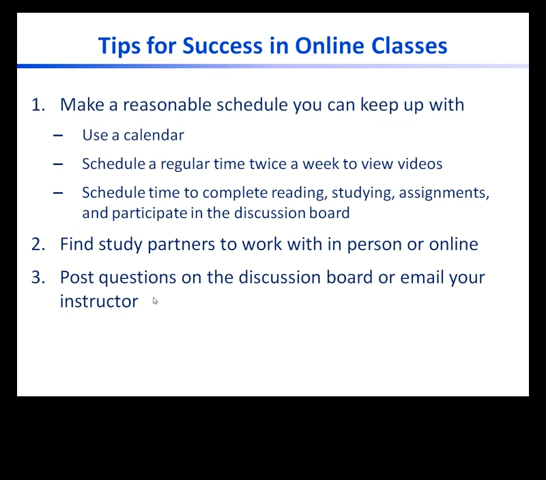 Tips for Success in Online Classes
1. Make a reasonable schedule you can keep up with
– Use a calendar
– Schedule a regular time twice a week to view videos
– Schedule time to complete reading, studying, assignments,
and participate in the discussion board
2. Find study partners to work with in person or online
3. Post questions on the discussion board or email your
instructor